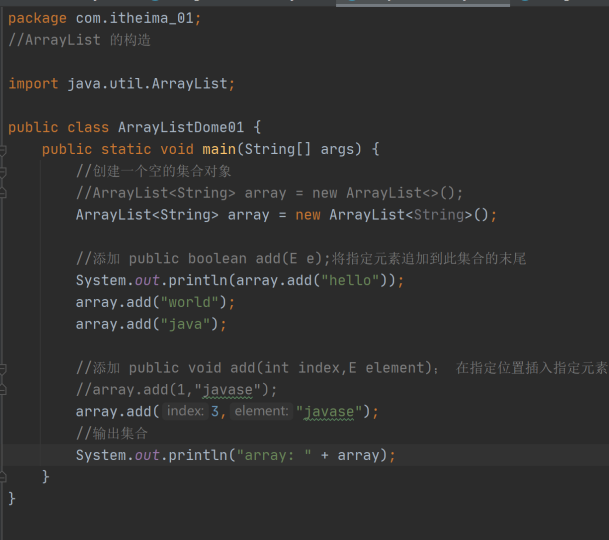 package com.itheima_01;
//ArrayList 的构造
import java.util.ArrayList;
public class ArrayListDome01 {
public static void main(String[] args) {
//创建一个空的集合对象
//ArrayList<String> array = new ArrayList<>();
ArrayList<String> array = new ArrayList<String>();
//添加 public boolean add(E e);将指定元素追加到此集合的末尾
System.out.println(array.add("hello"));
array.add("world");
array.add("java");
//添加 public void add(int index,E element); 在指定位置插入指定元素
//array.add(1,"javase");
array.add( index: 3, element: "javase");
//输出集合
System.out.println("array: " + array);
}
}